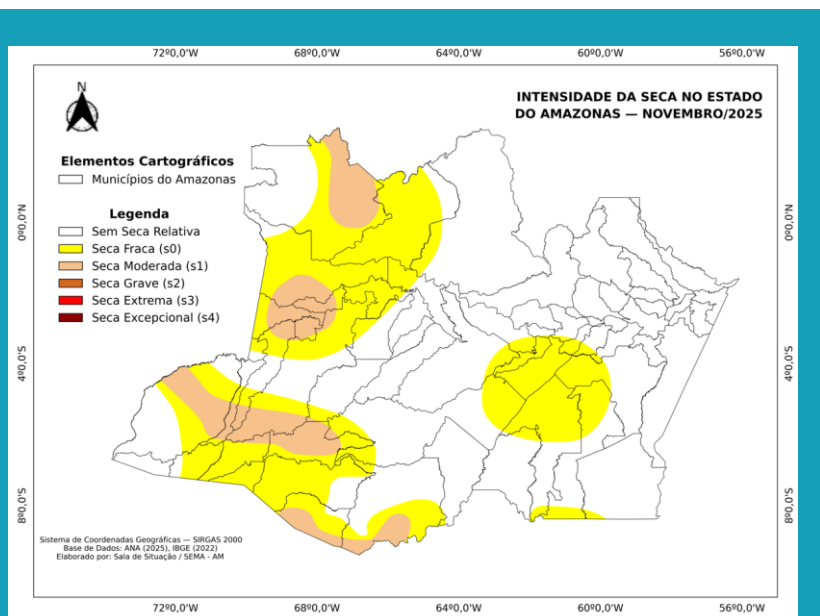 72º0,0'W 68º0,0'W 64º0,0'W 60º0,0'W 56º0,0'W
N
INTENSIDADE DA SECA NO ESTADO
DO AMAZONAS — NOVEMBRO/2025
Elementos Cartográficos
Municípios do Amazonas
Legenda
Sem Seca Relativa
Seca Fraca (s0)
Seca Moderada (s1)
Seca Grave (s2)
Seca Extrema (s3)
Seca Excepcional (s4)
0º0,0'N 0º0,0'N
4º0,0'S 4º0,0'S
8º0,0'S 8º0,0'S
Sistema de Coordenadas Geográficas — SIRGAS 2000
Base de Dados: ANA (2025), IBGE (2022)
Elaborado por: Sala de Situação / SEMA - AM
72º0,0'W 68º0,0'W 64º0,0'W 60º0,0'W 56º0,0'W